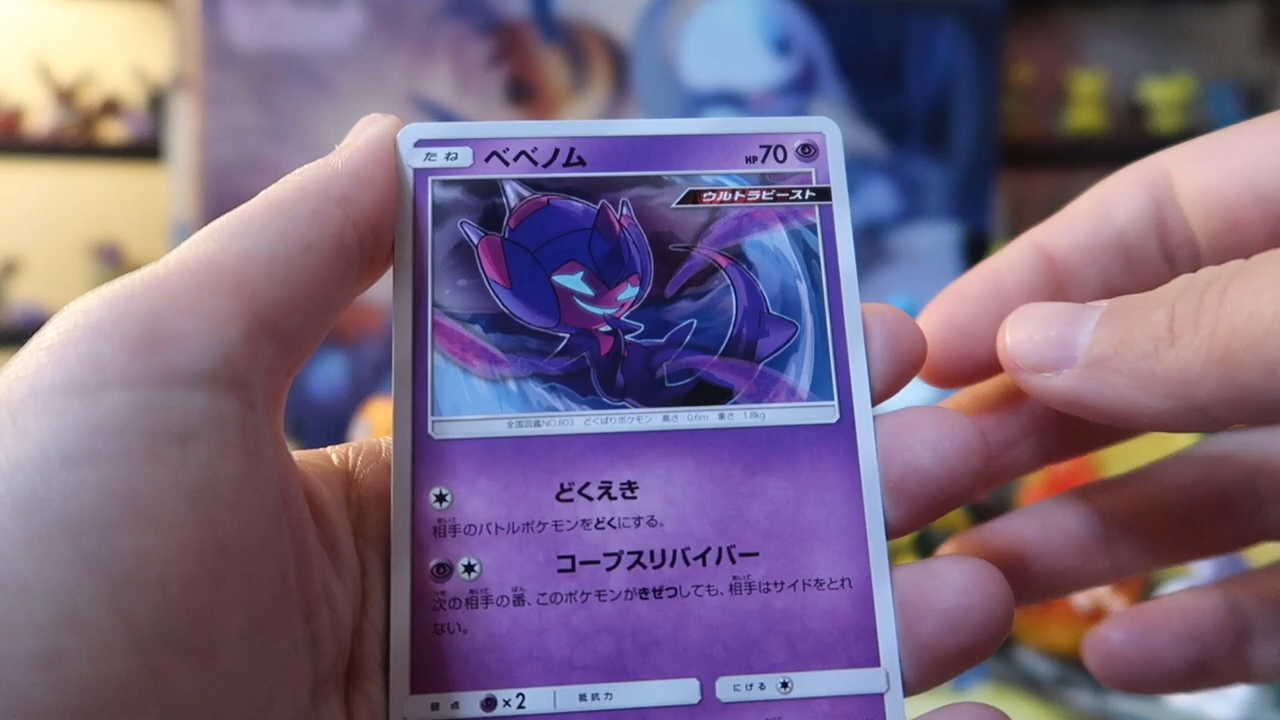 たね ベベノム HP70
ウルトラビースト
全国図鑑NO.803 どくばりポケモン 高さ:0.6m 重さ:1.8kg
どくえき
相手のバトルポケモンをどくにする。
コープスリバイバー
次の相手の番、このポケモンがきぜつしても、相手はサイドをとれ
ない。
弱点 ×2 抵抗力 にげる